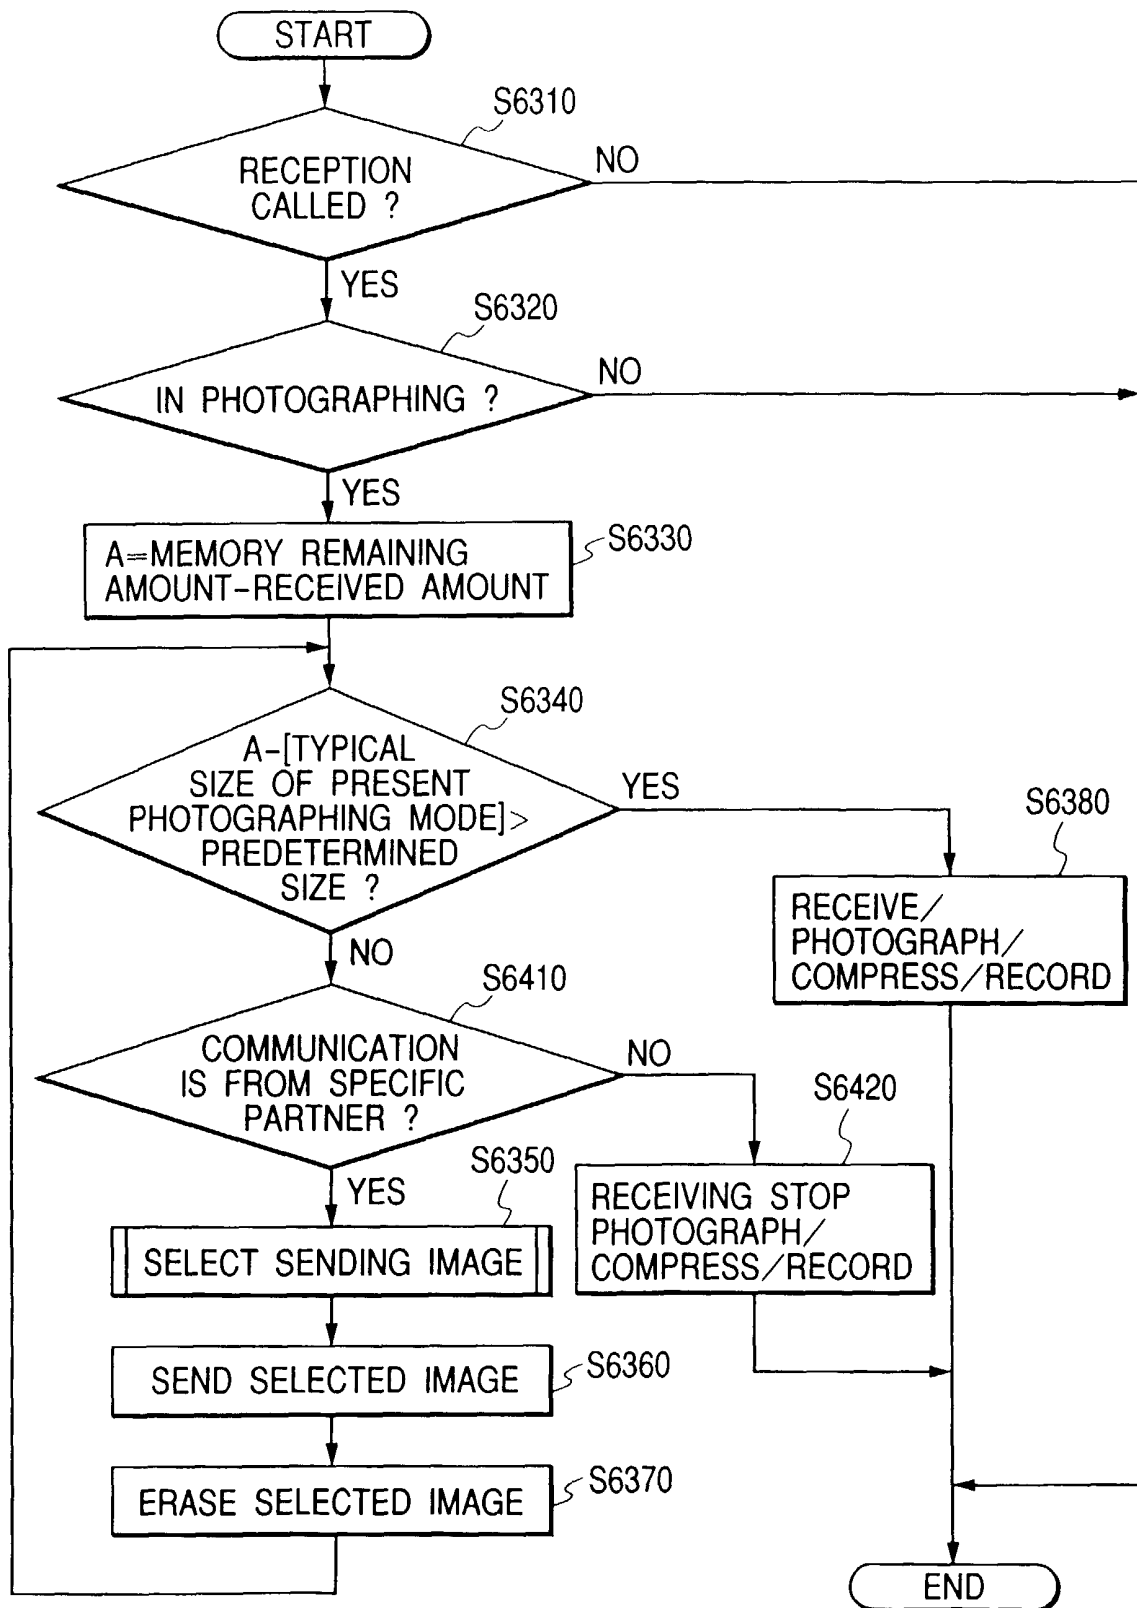 START
S6310
RECEPTION
CALLED ?
NO
YES
S6320
IN PHOTOGRAPHING ?
NO
YES
S6330
A=MEMORY REMAINING
AMOUNT-RECEIVED AMOUNT
S6340
A-[TYPICAL
SIZE OF PRESENT
PHOTOGRAPHING MODE]>
PREDETERMINED
SIZE ?
YES
NO
S6380
RECEIVE/
PHOTOGRAPH/
COMPRESS/RECORD
S6410
COMMUNICATION
IS FROM SPECIFIC
PARTNER ?
NO
YES
S6420
RECEIVING STOP
PHOTOGRAPH/
COMPRESS/RECORD
S6350
SELECT SENDING IMAGE
SEND SELECTED IMAGE
S6360
ERASE SELECTED IMAGE
S6370
END